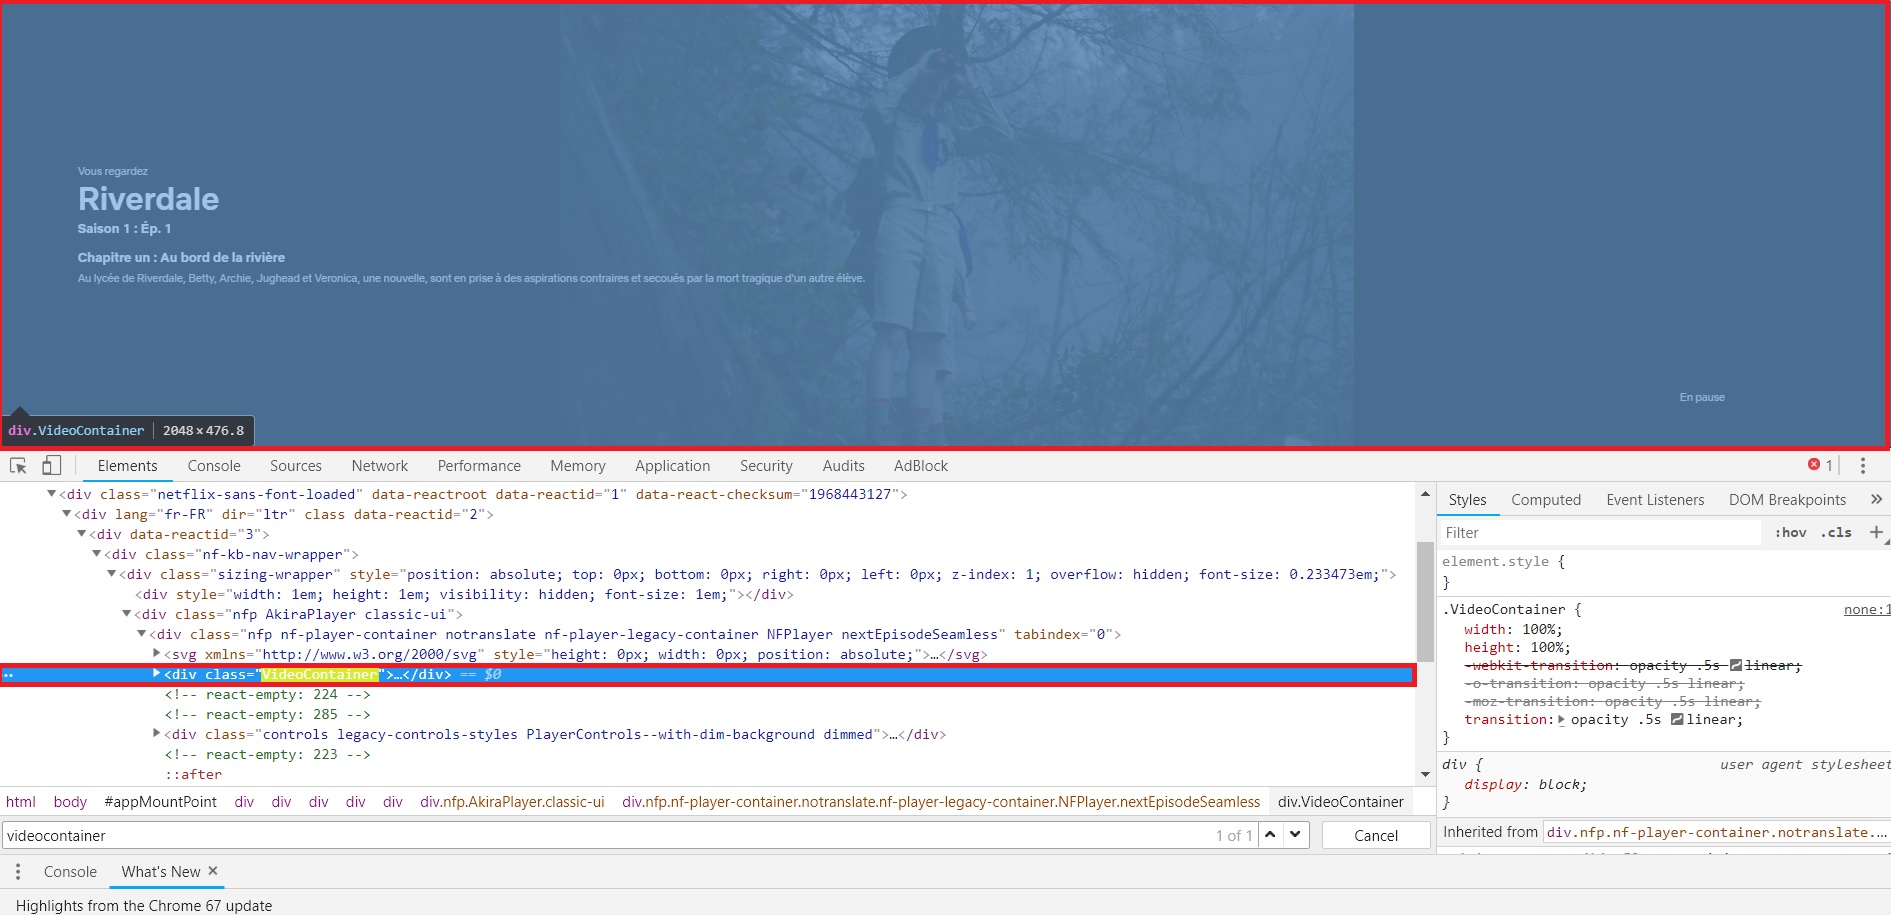 Vous regardez
Riverdale
Saison 1 : Ép. 1
Chapitre un : Au bord de la rivière
Au lycée de Riverdale, Betty, Archie, Jughead et Veronica, une nouvelle, sont en prise à des aspirations contraires et secoués par la mort tragique d'un autre élève.
En pause
div.VideoContainer | 2048 × 476.8
Elements Console Sources Network Performance Memory Application Security Audits AdBlock 1
<div class="netflix-sans-font-loaded" data-reactroot data-reactid="1" data-react-checksum="1968443127">
<div lang="fr-FR" dir="ltr" class data-reactid="2">
<div data-reactid="3">
<div class="nf-kb-nav-wrapper">
<div class="sizing-wrapper" style="position: absolute; top: 0px; bottom: 0px; right: 0px; left: 0px; z-index: 1; overflow: hidden; font-size: 0.233473em;">
<div style="width: 1em; height: 1em; visibility: hidden; font-size: 1em;"></div>
<div class="nfp AkiraPlayer classic-ui">
<div class="nfp nf-player-container notranslate nf-player-legacy-container NFPlayer nextEpisodeSeamless" tabindex="0">
<svg xmlns="http://www.w3.org/2000/svg" style="height: 0px; width: 0px; position: absolute;">…</svg>
<div class="VideoContainer">…</div> == $0
<!-- react-empty: 224 -->
<!-- react-empty: 285 -->
<div class="controls legacy-controls-styles PlayerControls--with-dim-background dimmed">…</div>
<!-- react-empty: 223 -->
::after
html body #appMountPoint div div div div div div.nfp.AkiraPlayer.classic-ui div.nfp.nf-player-container.notranslate.nf-player-legacy-container.NFPlayer.nextEpisodeSeamless div.VideoContainer
videocontainer 1 of 1 Cancel
Styles Computed Event Listeners DOM Breakpoints »
Filter :hov .cls +
element.style {
}
.VideoContainer { none:1
width: 100%;
height: 100%;
-webkit-transition: opacity .5s linear;
-o-transition: opacity .5s linear;
-moz-transition: opacity .5s linear;
transition: opacity .5s linear;
}
div { user agent stylesheet
display: block;
}
Inherited from div.nfp.nf-player-container.notranslate.…
Console What's New ×
Highlights from the Chrome 67 update